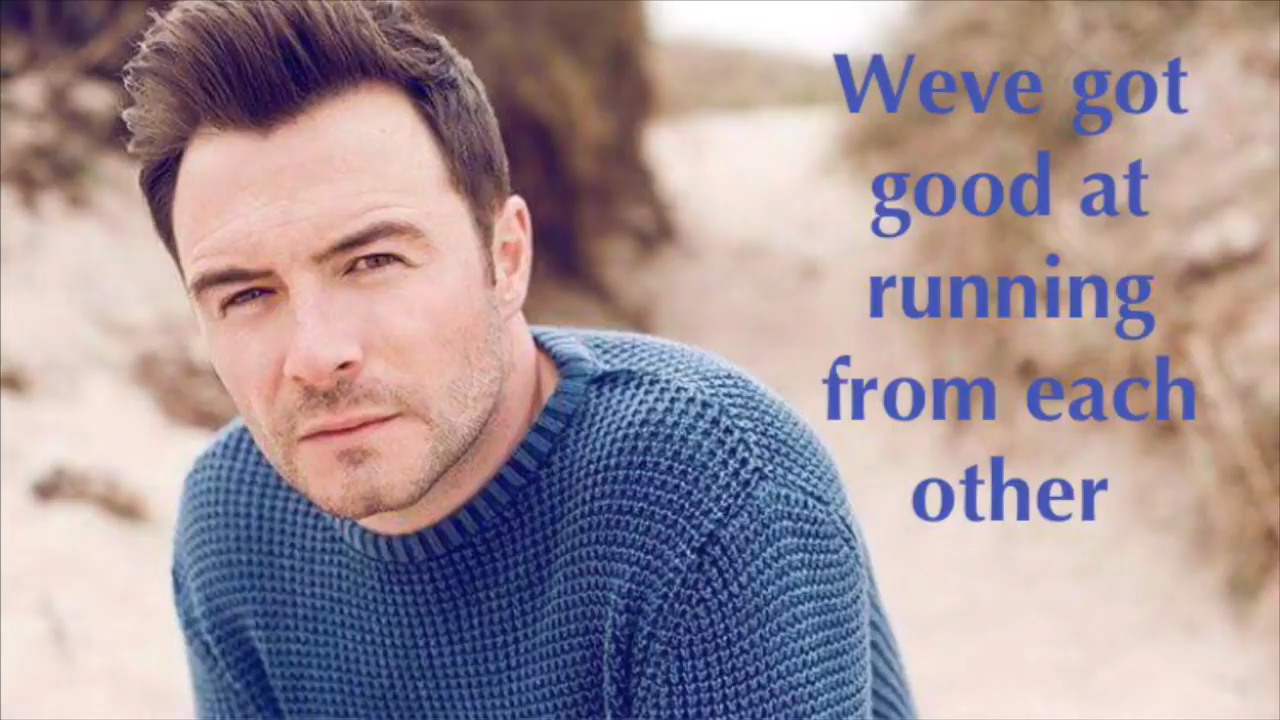 Weve got
good at
running
from each
other